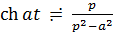 ch at ≓ p / (p² − a²)